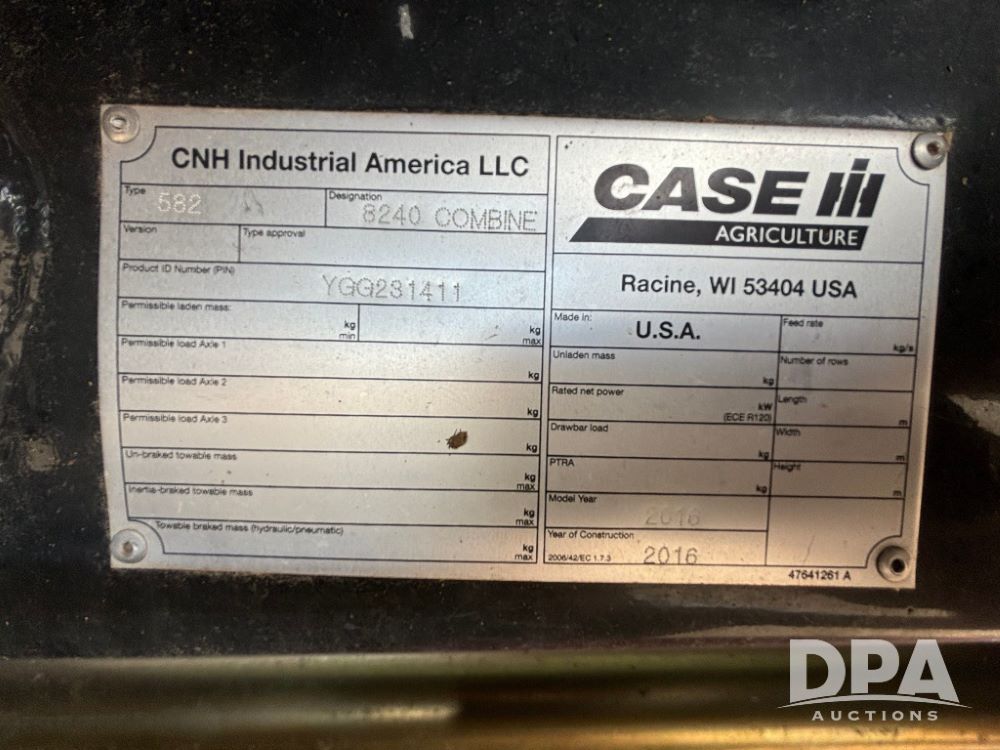 CNH Industrial America LLC
Type
582
Designation
8240 COMBINE
Version
Type approval
Product ID Number (PIN)
YGG231411
Permissible laden mass:
kg
min
kg
max
Permissible load Axle 1
kg
Permissible load Axle 2
kg
Permissible load Axle 3
kg
Un-braked towable mass
kg
max
Inertia-braked towable mass
kg
max
Towable braked mass (hydraulic/pneumatic)
kg
max
CASE IH
AGRICULTURE
Racine, WI 53404 USA
Made in:
U.S.A.
Feed rate
kg/s
Unladen mass
kg
Number of rows
Rated net power
kW
(ECE R120)
Length
m
Drawbar load
kg
Width
m
PTRA
kg
Height
m
Model Year
2016
Year of Construction
2006/42/EC 1.7.3
2016
47641261 A
DPA
AUCTIONS